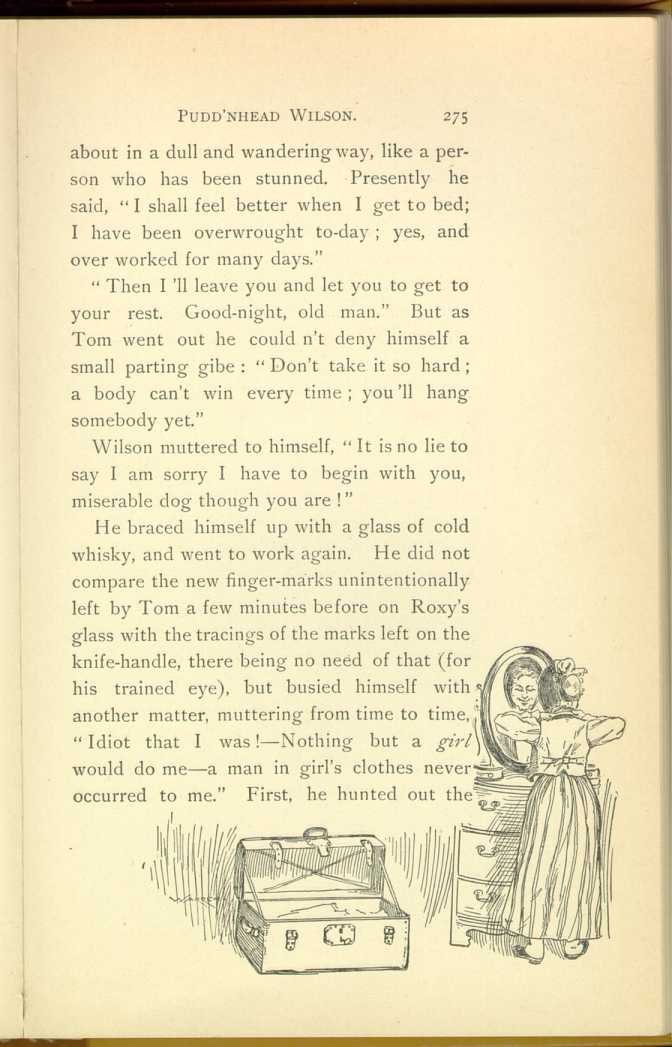 PUDD'NHEAD WILSON. 275
about in a dull and wandering way, like a per-
son who has been stunned. Presently he
said, "I shall feel better when I get to bed;
I have been overwrought to-day; yes, and
over worked for many days."
"Then I'll leave you and let you to get to
your rest. Good-night, old man." But as
Tom went out he could n't deny himself a
small parting gibe: "Don't take it so hard;
a body can't win every time; you'll hang
somebody yet."
Wilson muttered to himself, "It is no lie to
say I am sorry I have to begin with you,
miserable dog though you are!"
He braced himself up with a glass of cold
whisky, and went to work again. He did not
compare the new finger-marks unintentionally
left by Tom a few minutes before on Roxy's
glass with the tracings of the marks left on the
knife-handle, there being no need of that (for
his trained eye), but busied himself with
another matter, muttering from time to time,
"Idiot that I was!—Nothing but a girl
would do me—a man in girl's clothes never
occurred to me." First, he hunted out the